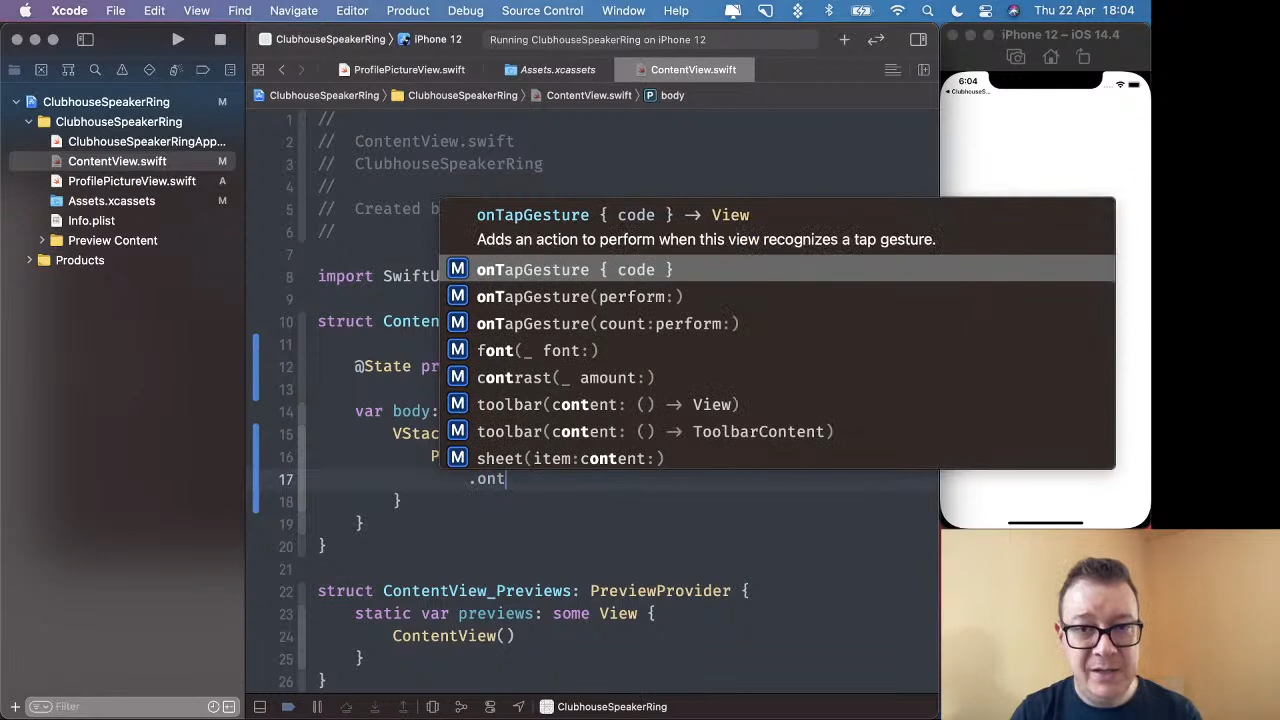 Xcode File Edit View Find Navigate Editor Product Debug Source Control Window Help Thu 22 Apr 18:04
ClubhouseSpeakerRing iPhone 12 Running ClubhouseSpeakerRing on iPhone 12
iPhone 12 – iOS 14.4
ProfilePictureView.swift Assets.xcassets ContentView.swift
ClubhouseSpeakerRing ClubhouseSpeakerRing ContentView.swift P body
ClubhouseSpeakerRing M
ClubhouseSpeakerRing
ClubhouseSpeakerRingApp...
ContentView.swift M
ProfilePictureView.swift A
Assets.xcassets M
Info.plist
Preview Content
Products
Filter
1 //
2 // ContentView.swift
3 // ClubhouseSpeakerRing
4 //
5 // Created b
6 //
7
8 import SwiftU
9
10 struct Conten
11
12 @State pr
13
14 var body:
15 VStac
16 P
17 .ont
18 }
19 }
20 }
21
22 struct ContentView_Previews: PreviewProvider {
23 static var previews: some View {
24 ContentView()
25 }
26 }
onTapGesture { code } → View
Adds an action to perform when this view recognizes a tap gesture.
M onTapGesture { code }
M onTapGesture(perform:)
M onTapGesture(count:perform:)
M font(_ font:)
M contrast(_ amount:)
M toolbar(content: () → View)
M toolbar(content: () → ToolbarContent)
M sheet(item:content:)
ClubhouseSpeakerRing
6:04
ClubhouseS...